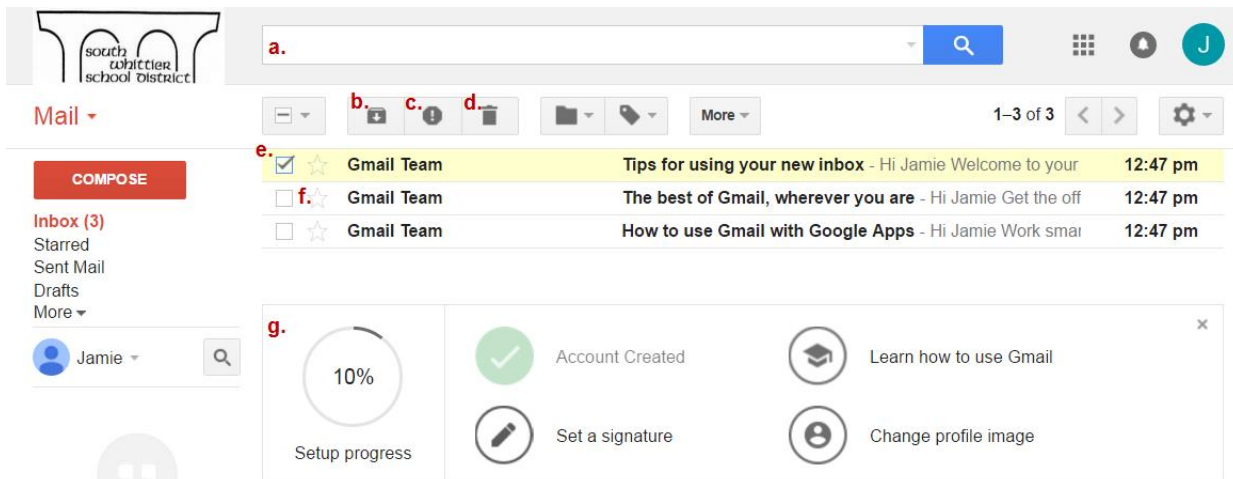 south
whittier
school district
a.
J
Mail
b.
c.
d.
More
1–3 of 3
e.
Gmail Team Tips for using your new inbox - Hi Jamie Welcome to your 12:47 pm
COMPOSE
f. Gmail Team The best of Gmail, wherever you are - Hi Jamie Get the off 12:47 pm
Inbox (3)
Gmail Team How to use Gmail with Google Apps - Hi Jamie Work smar 12:47 pm
Starred
Sent Mail
Drafts
More
g.
Jamie
10%
Setup progress
Account Created
Learn how to use Gmail
Set a signature
Change profile image